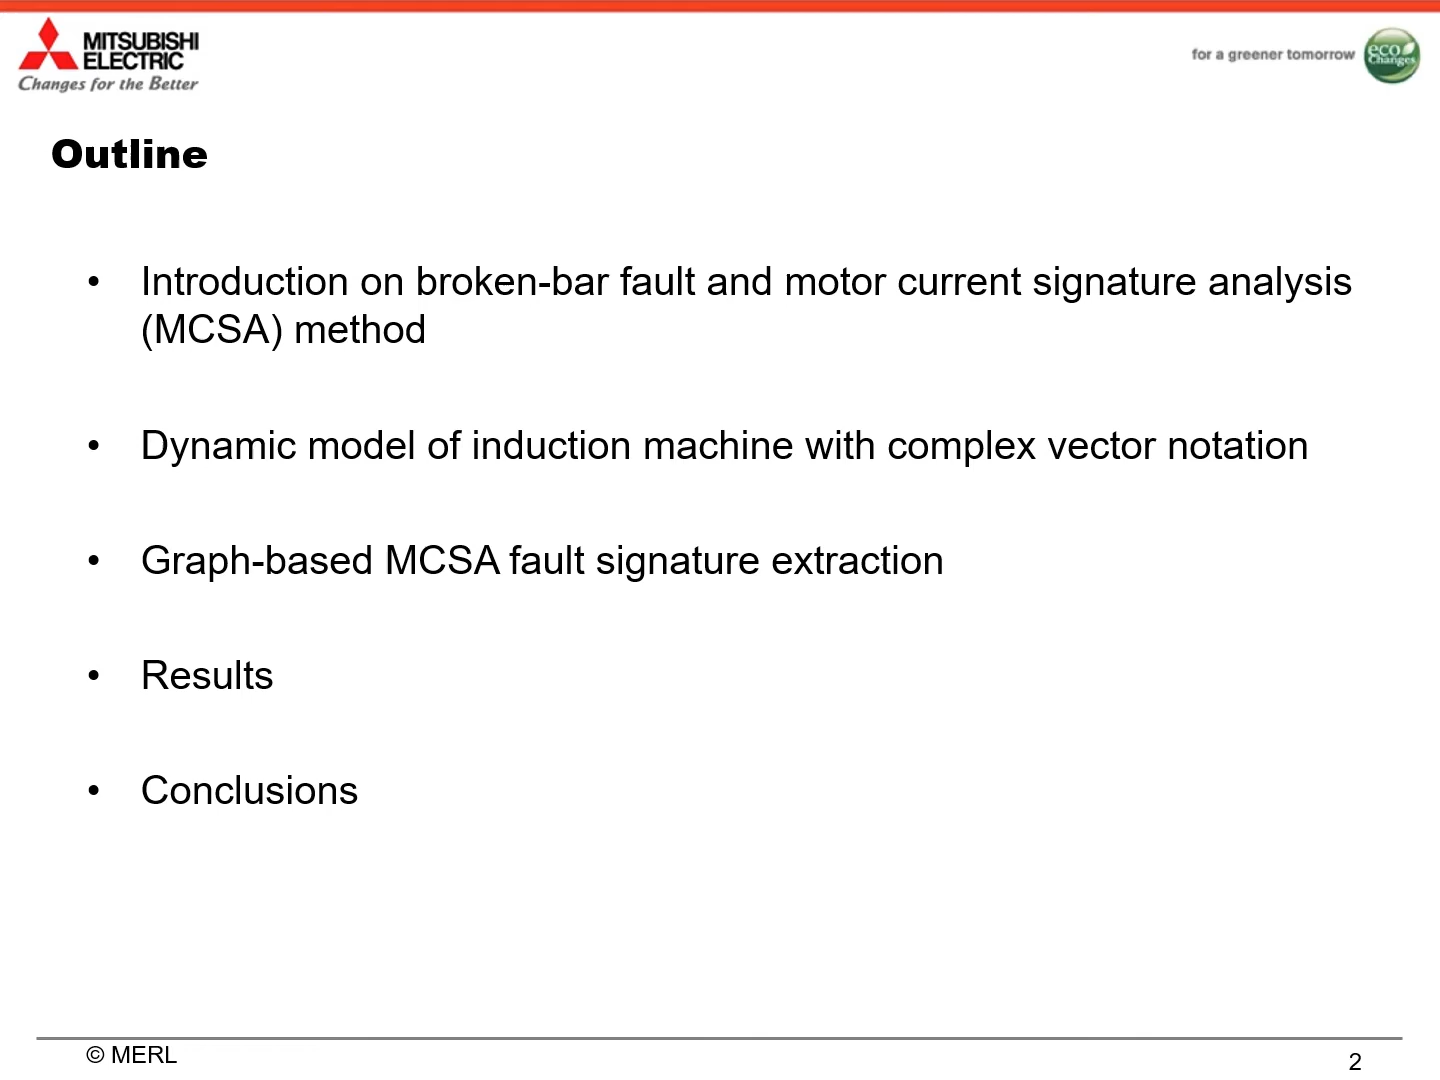 MITSUBISHI
ELECTRIC
Changes for the Better
for a greener tomorrow
eco
Changes
Outline
• Introduction on broken-bar fault and motor current signature analysis
(MCSA) method
• Dynamic model of induction machine with complex vector notation
• Graph-based MCSA fault signature extraction
• Results
• Conclusions
© MERL
2